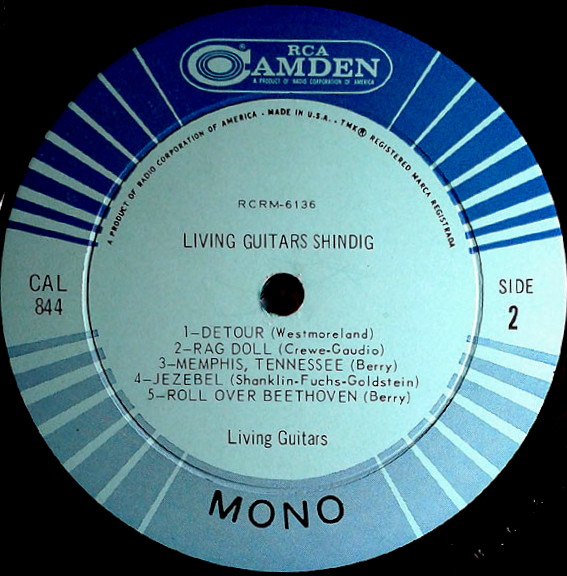 RCA
CAMDEN
A PRODUCT OF RADIO CORPORATION OF AMERICA
A PRODUCT OF RADIO CORPORATION OF AMERICA · MADE IN U.S.A. · TMK® REGISTERED MARCA REGISTRADA
RCRM-6136
LIVING GUITARS SHINDIG
CAL
844
SIDE
2
1—DETOUR (Westmoreland)
2—RAG DOLL (Crewe-Gaudio)
3—MEMPHIS, TENNESSEE (Berry)
4—JEZEBEL (Shanklin-Fuchs-Goldstein)
5—ROLL OVER BEETHOVEN (Berry)
Living Guitars
MONO